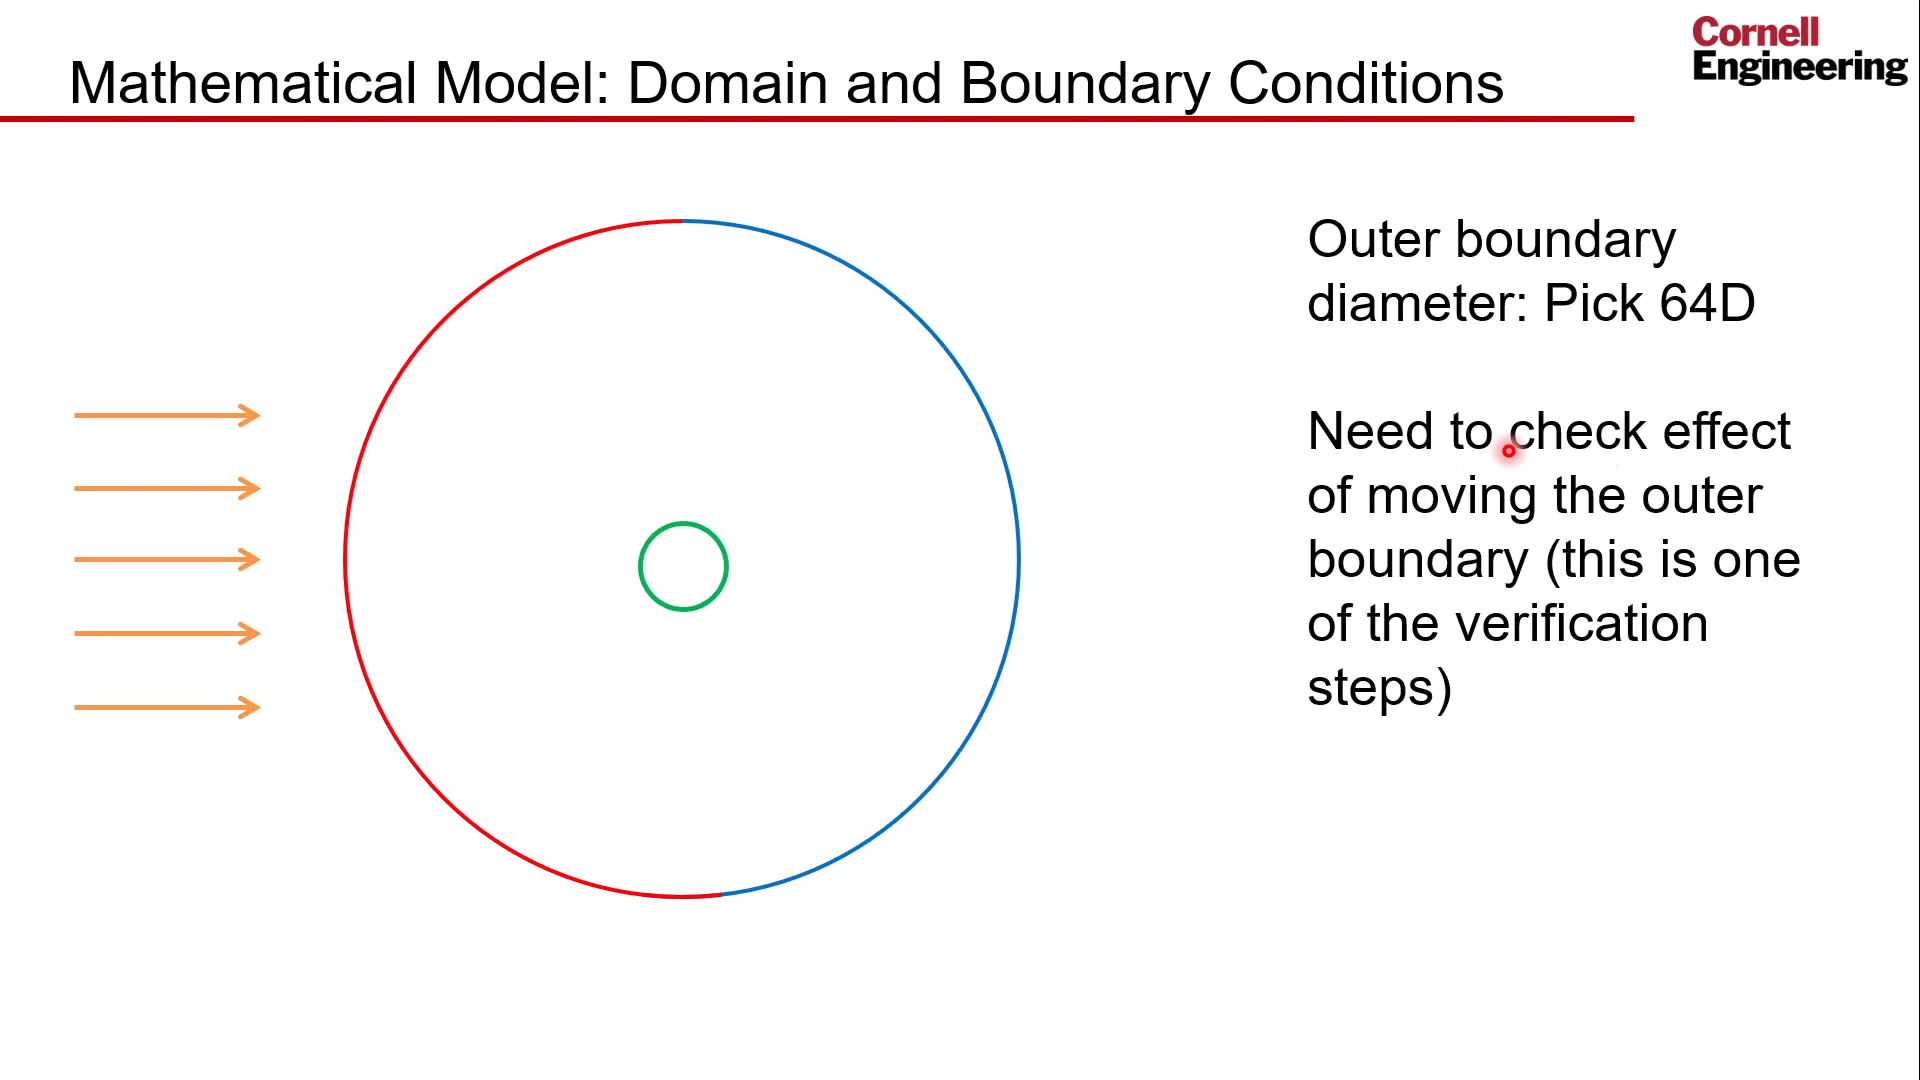 Cornell
Engineering
Mathematical Model: Domain and Boundary Conditions
Outer boundary
diameter: Pick 64D
Need to check effect
of moving the outer
boundary (this is one
of the verification
steps)